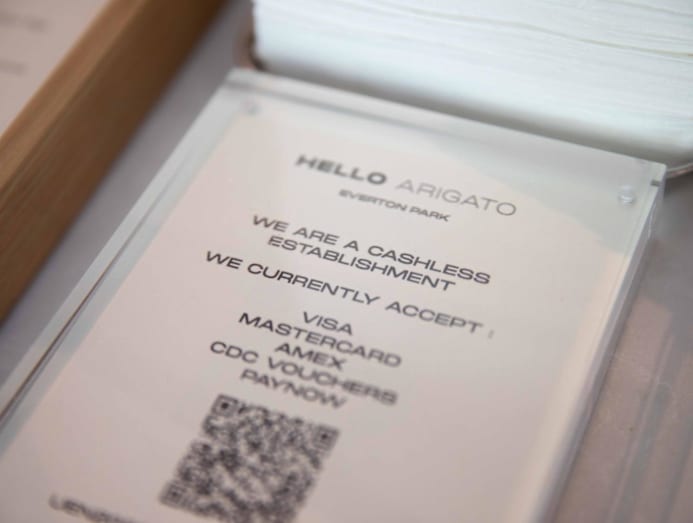 HELLO ARIGATO
EVERTON PARK
WE ARE A CASHLESS
ESTABLISHMENT
WE CURRENTLY ACCEPT :
VISA
MASTERCARD
AMEX
CDC VOUCHERS
PAYNOW